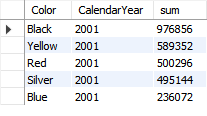 Color CalendarYear sum
Black 2001 976856
Yellow 2001 589352
Red 2001 500296
Silver 2001 495144
Blue 2001 236072